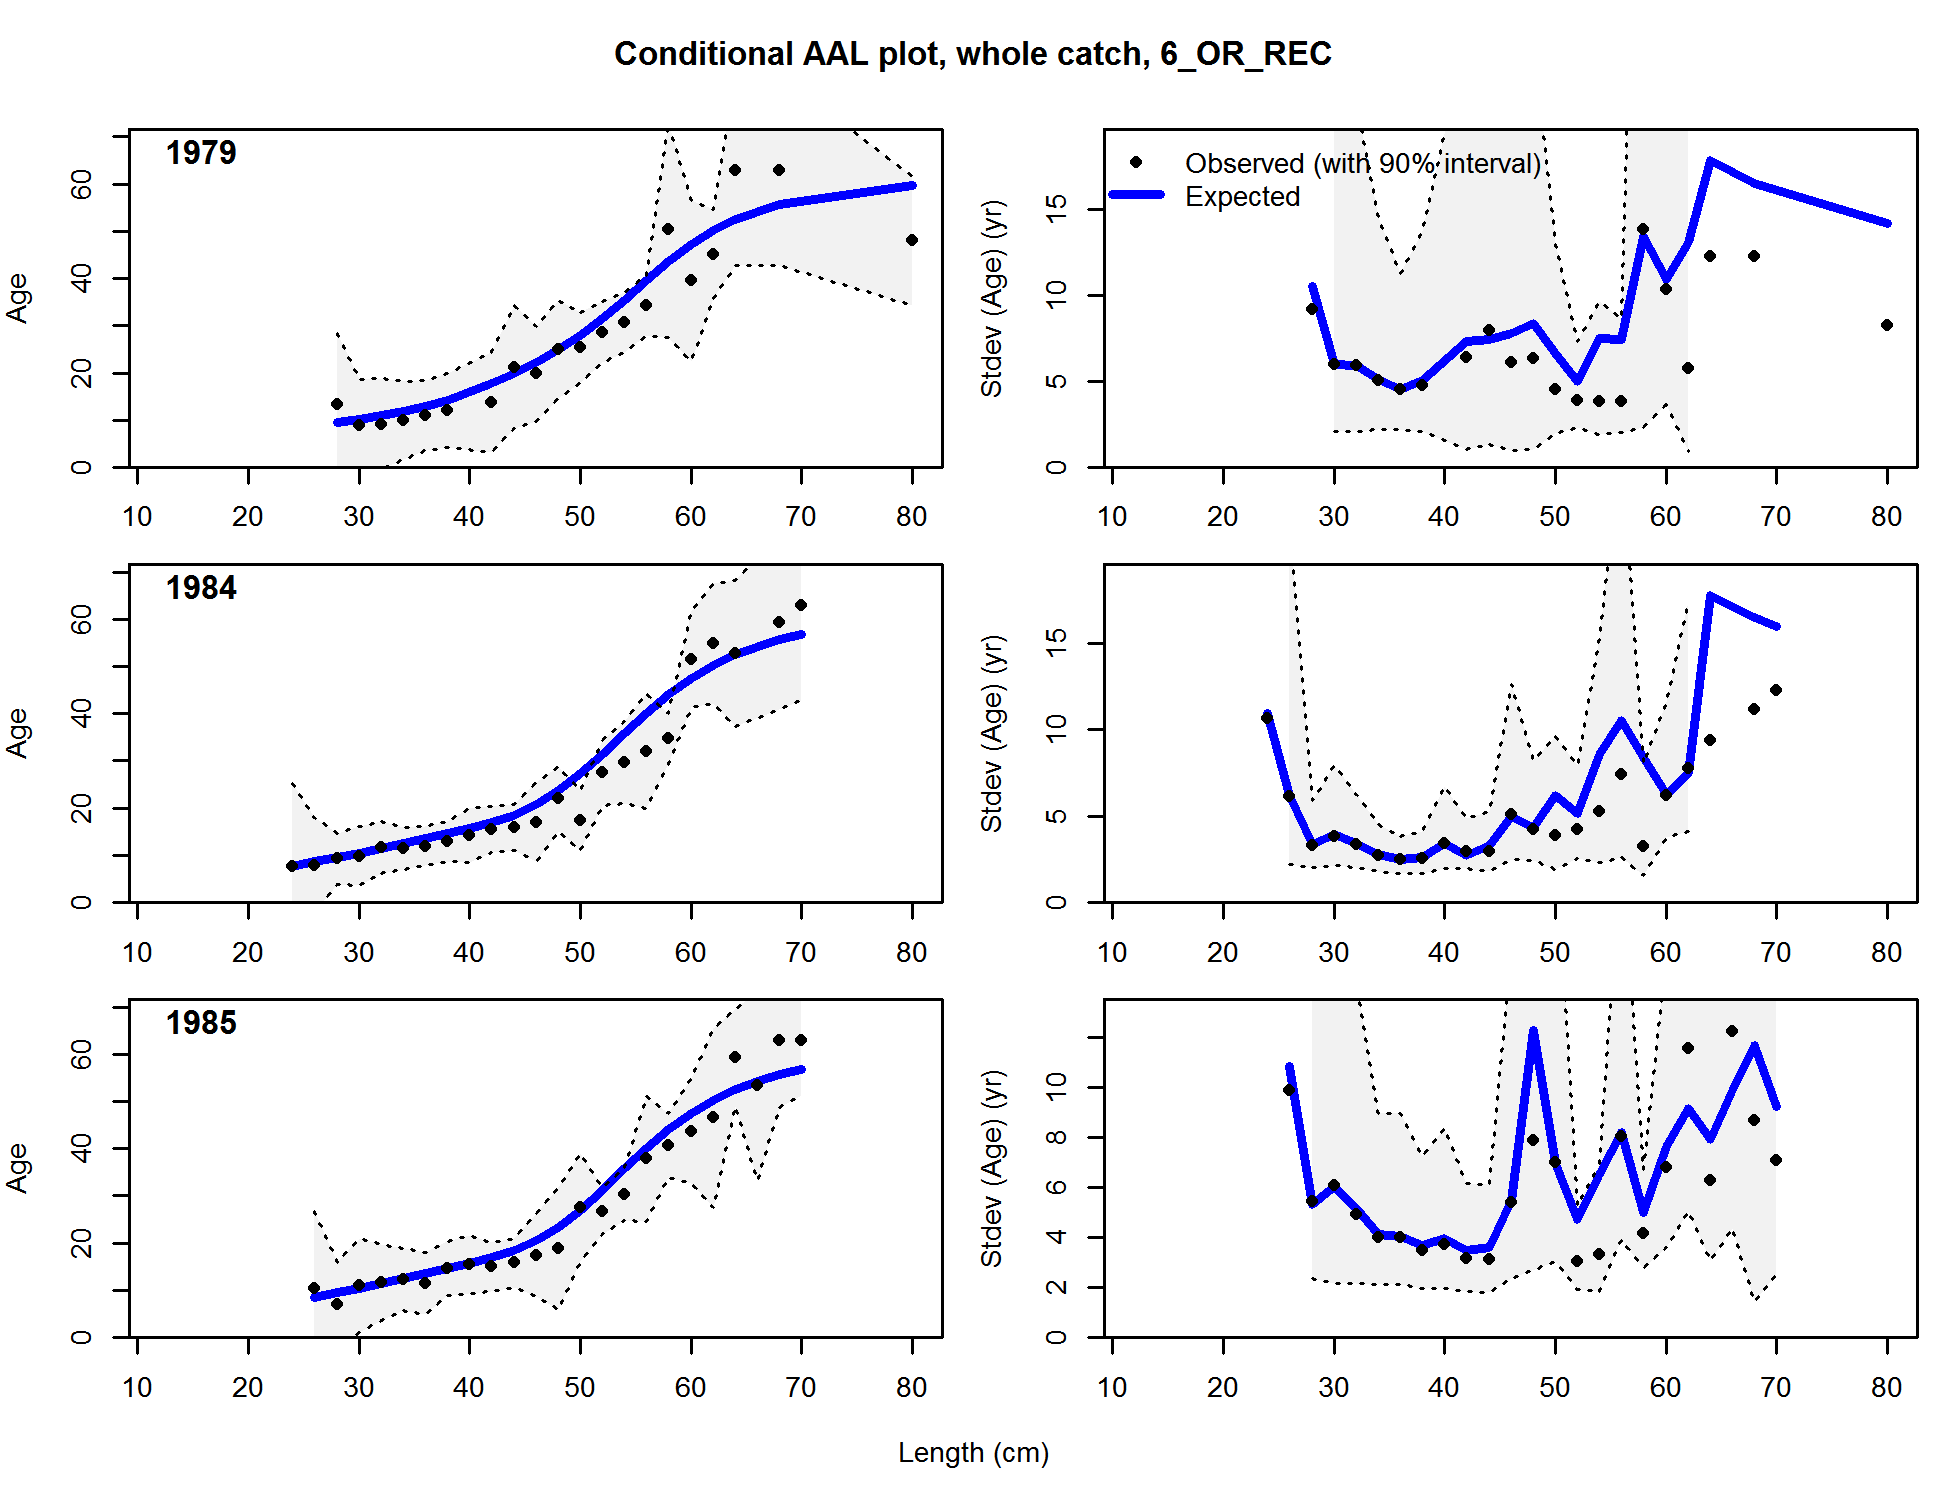 Conditional AAL plot, whole catch, 6_OR_REC
1979
Age
0 20 40 60
10 20 30 40 50 60 70 80
Observed (with 90% interval)
Expected
Stdev (Age) (yr)
0 5 10 15
10 20 30 40 50 60 70 80
1984
Age
0 20 40 60
10 20 30 40 50 60 70 80
Stdev (Age) (yr)
0 5 10 15
10 20 30 40 50 60 70 80
1985
Age
0 20 40 60
10 20 30 40 50 60 70 80
Stdev (Age) (yr)
0 2 4 6 8 10
10 20 30 40 50 60 70 80
Length (cm)